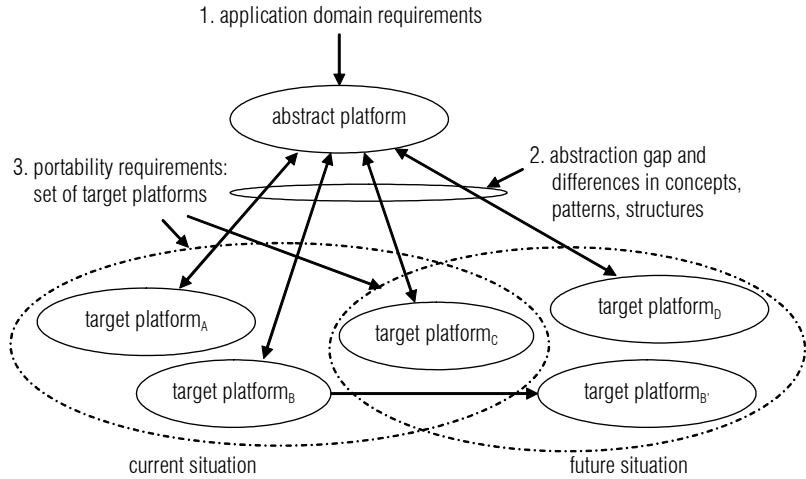 1. application domain requirements
abstract platform
3. portability requirements:
set of target platforms
2. abstraction gap and
differences in concepts,
patterns, structures
target platformA
target platformB
target platformC
target platformD
target platformB'
current situation
future situation